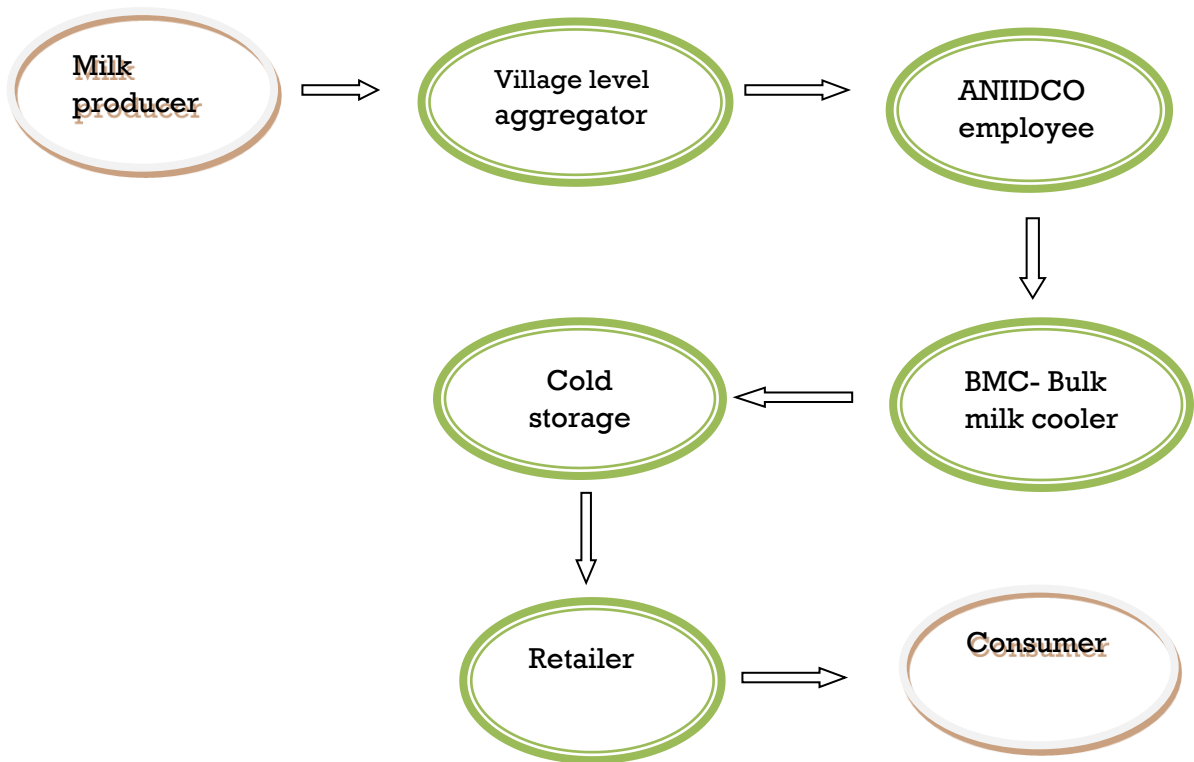 Milk
producer
Village level
aggregator
ANIIDCO
employee
BMC- Bulk
milk cooler
Cold
storage
Retailer
Consumer